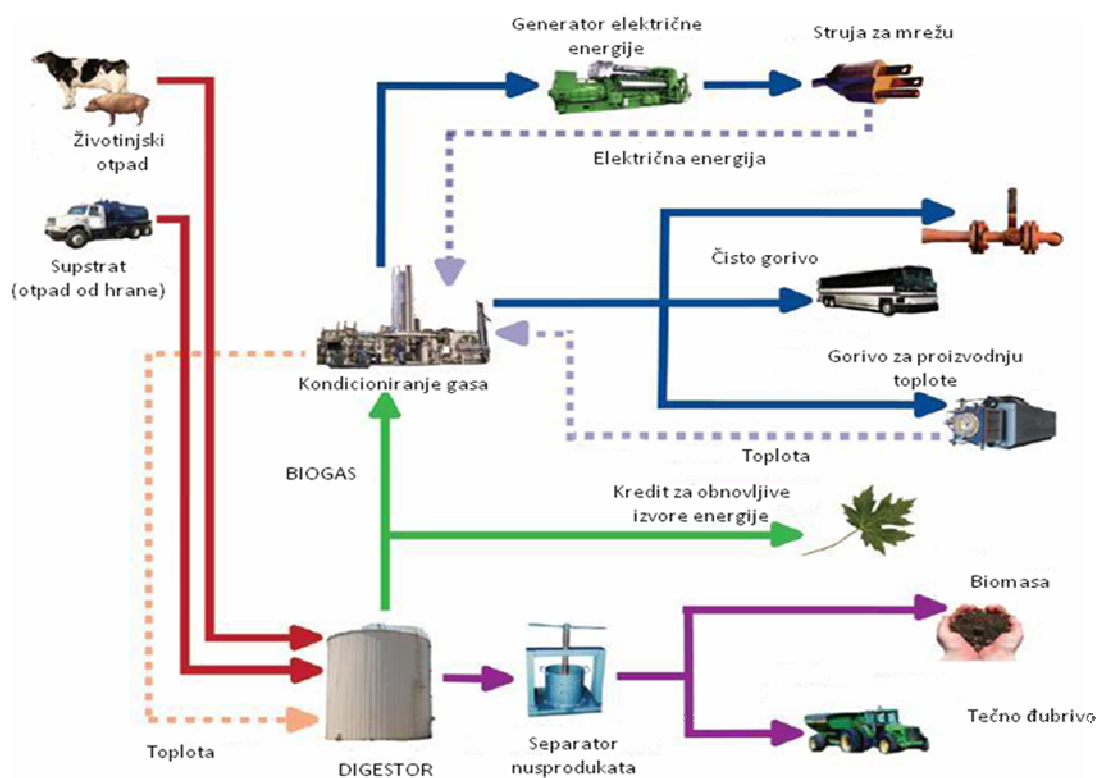 Generator električne
energije
Struja za mrežu
Životinjski
otpad
Električna energija
Supstrat
(otpad od hrane)
Čisto gorivo
Kondicioniranje gasa
Gorivo za proizvodnju
toplote
Toplota
BIOGAS
Kredit za obnovljive
izvore energije
Biomasa
Tečno đubrivo
Toplota
DIGESTOR
Separator
nusprodukata